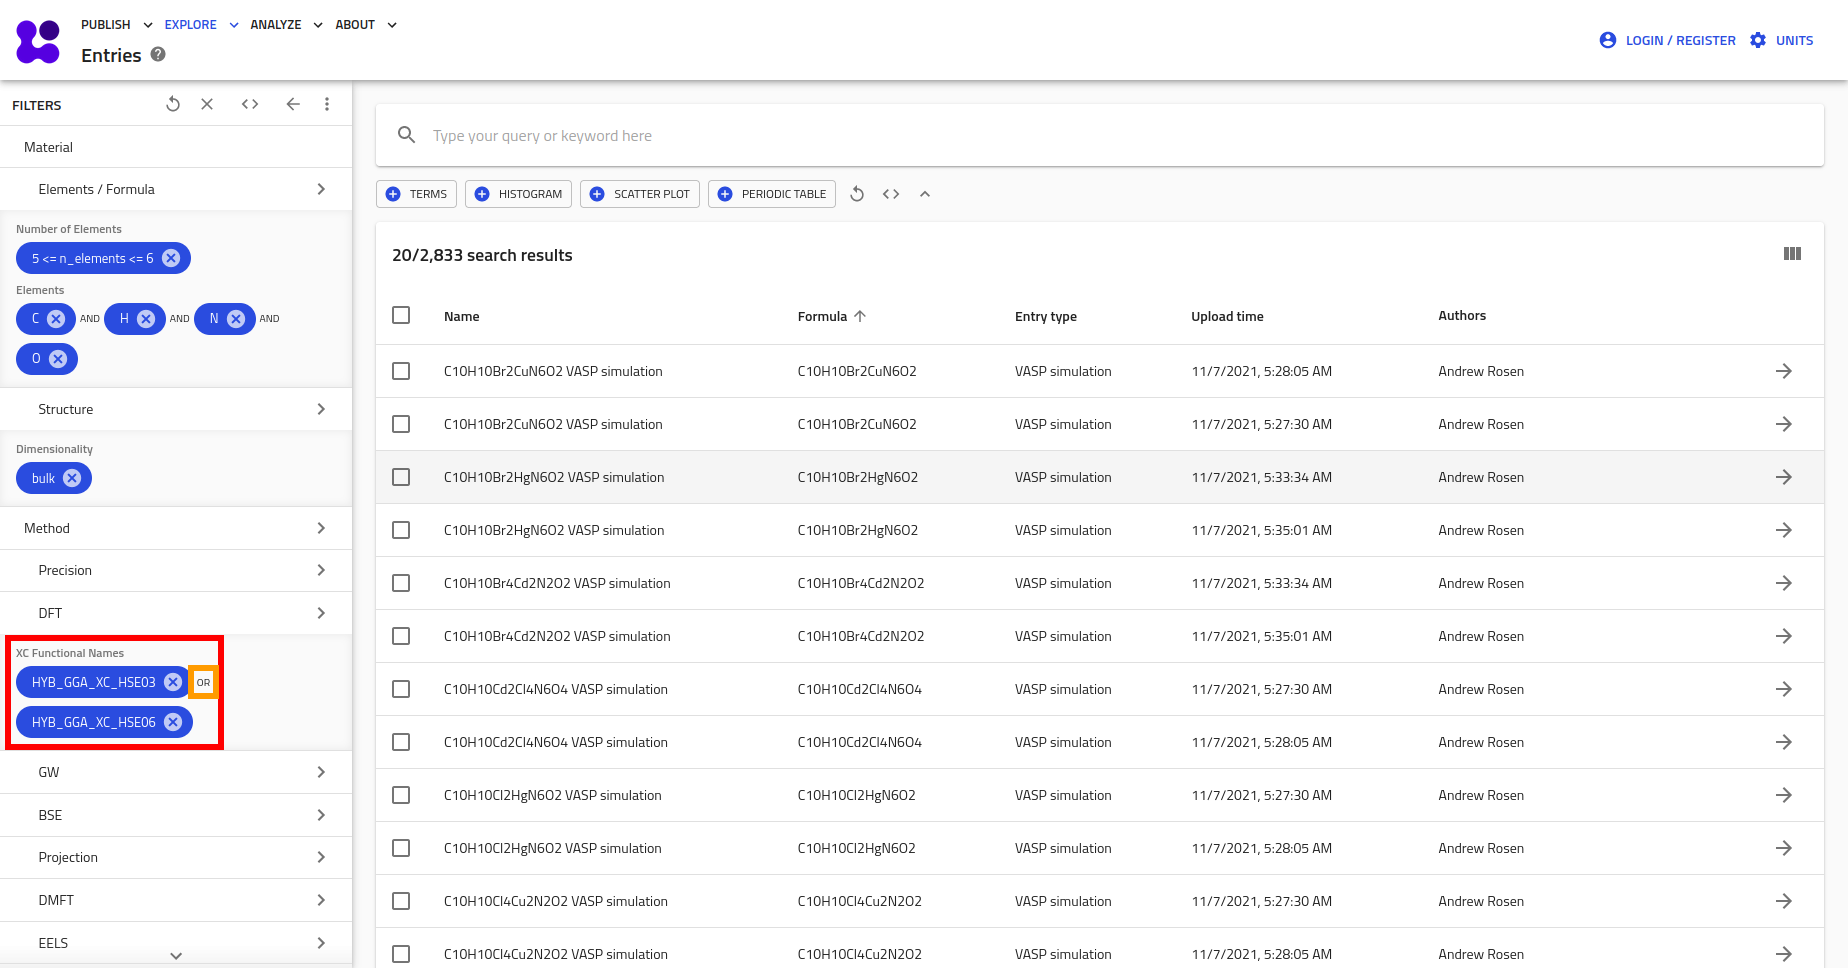 PUBLISH EXPLORE ANALYZE ABOUT
Entries
LOGIN / REGISTER UNITS
FILTERS
Material
Elements / Formula
Number of Elements
5 <= n_elements <= 6
Elements
C AND H AND N AND
O
Structure
Dimensionality
bulk
Method
Precision
DFT
XC Functional Names
HYB_GGA_XC_HSE03 OR
HYB_GGA_XC_HSE06
GW
BSE
Projection
DMFT
EELS
Type your query or keyword here
TERMS HISTOGRAM SCATTER PLOT PERIODIC TABLE
20/2,833 search results
Name Formula Entry type Upload time Authors
C10H10Br2CuN6O2 VASP simulation C10H10Br2CuN6O2 VASP simulation 11/7/2021, 5:28:05 AM Andrew Rosen
C10H10Br2CuN6O2 VASP simulation C10H10Br2CuN6O2 VASP simulation 11/7/2021, 5:27:30 AM Andrew Rosen
C10H10Br2HgN6O2 VASP simulation C10H10Br2HgN6O2 VASP simulation 11/7/2021, 5:33:34 AM Andrew Rosen
C10H10Br2HgN6O2 VASP simulation C10H10Br2HgN6O2 VASP simulation 11/7/2021, 5:35:01 AM Andrew Rosen
C10H10Br4Cd2N2O2 VASP simulation C10H10Br4Cd2N2O2 VASP simulation 11/7/2021, 5:33:34 AM Andrew Rosen
C10H10Br4Cd2N2O2 VASP simulation C10H10Br4Cd2N2O2 VASP simulation 11/7/2021, 5:35:01 AM Andrew Rosen
C10H10Cd2Cl4N6O4 VASP simulation C10H10Cd2Cl4N6O4 VASP simulation 11/7/2021, 5:27:30 AM Andrew Rosen
C10H10Cd2Cl4N6O4 VASP simulation C10H10Cd2Cl4N6O4 VASP simulation 11/7/2021, 5:28:05 AM Andrew Rosen
C10H10Cl2HgN6O2 VASP simulation C10H10Cl2HgN6O2 VASP simulation 11/7/2021, 5:27:30 AM Andrew Rosen
C10H10Cl2HgN6O2 VASP simulation C10H10Cl2HgN6O2 VASP simulation 11/7/2021, 5:28:05 AM Andrew Rosen
C10H10Cl4Cu2N2O2 VASP simulation C10H10Cl4Cu2N2O2 VASP simulation 11/7/2021, 5:27:30 AM Andrew Rosen
C10H10Cl4Cu2N2O2 VASP simulation C10H10Cl4Cu2N2O2 VASP simulation 11/7/2021, 5:28:05 AM Andrew Rosen